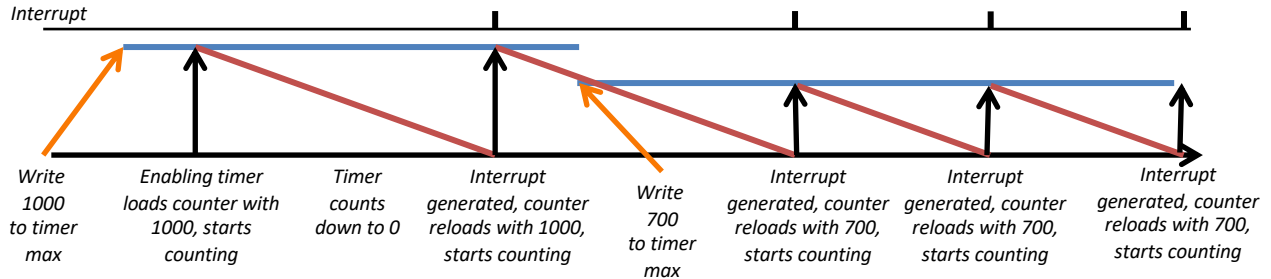 Interrupt
Write
1000
to timer
max
Enabling timer
loads counter with
1000, starts
counting
Timer
counts
down to 0
Interrupt
generated, counter
reloads with 1000,
starts counting
Write
700
to timer
max
Interrupt
generated, counter
reloads with 700,
starts counting
Interrupt
generated, counter
reloads with 700,
starts counting
Interrupt
generated, counter
reloads with 700,
starts counting